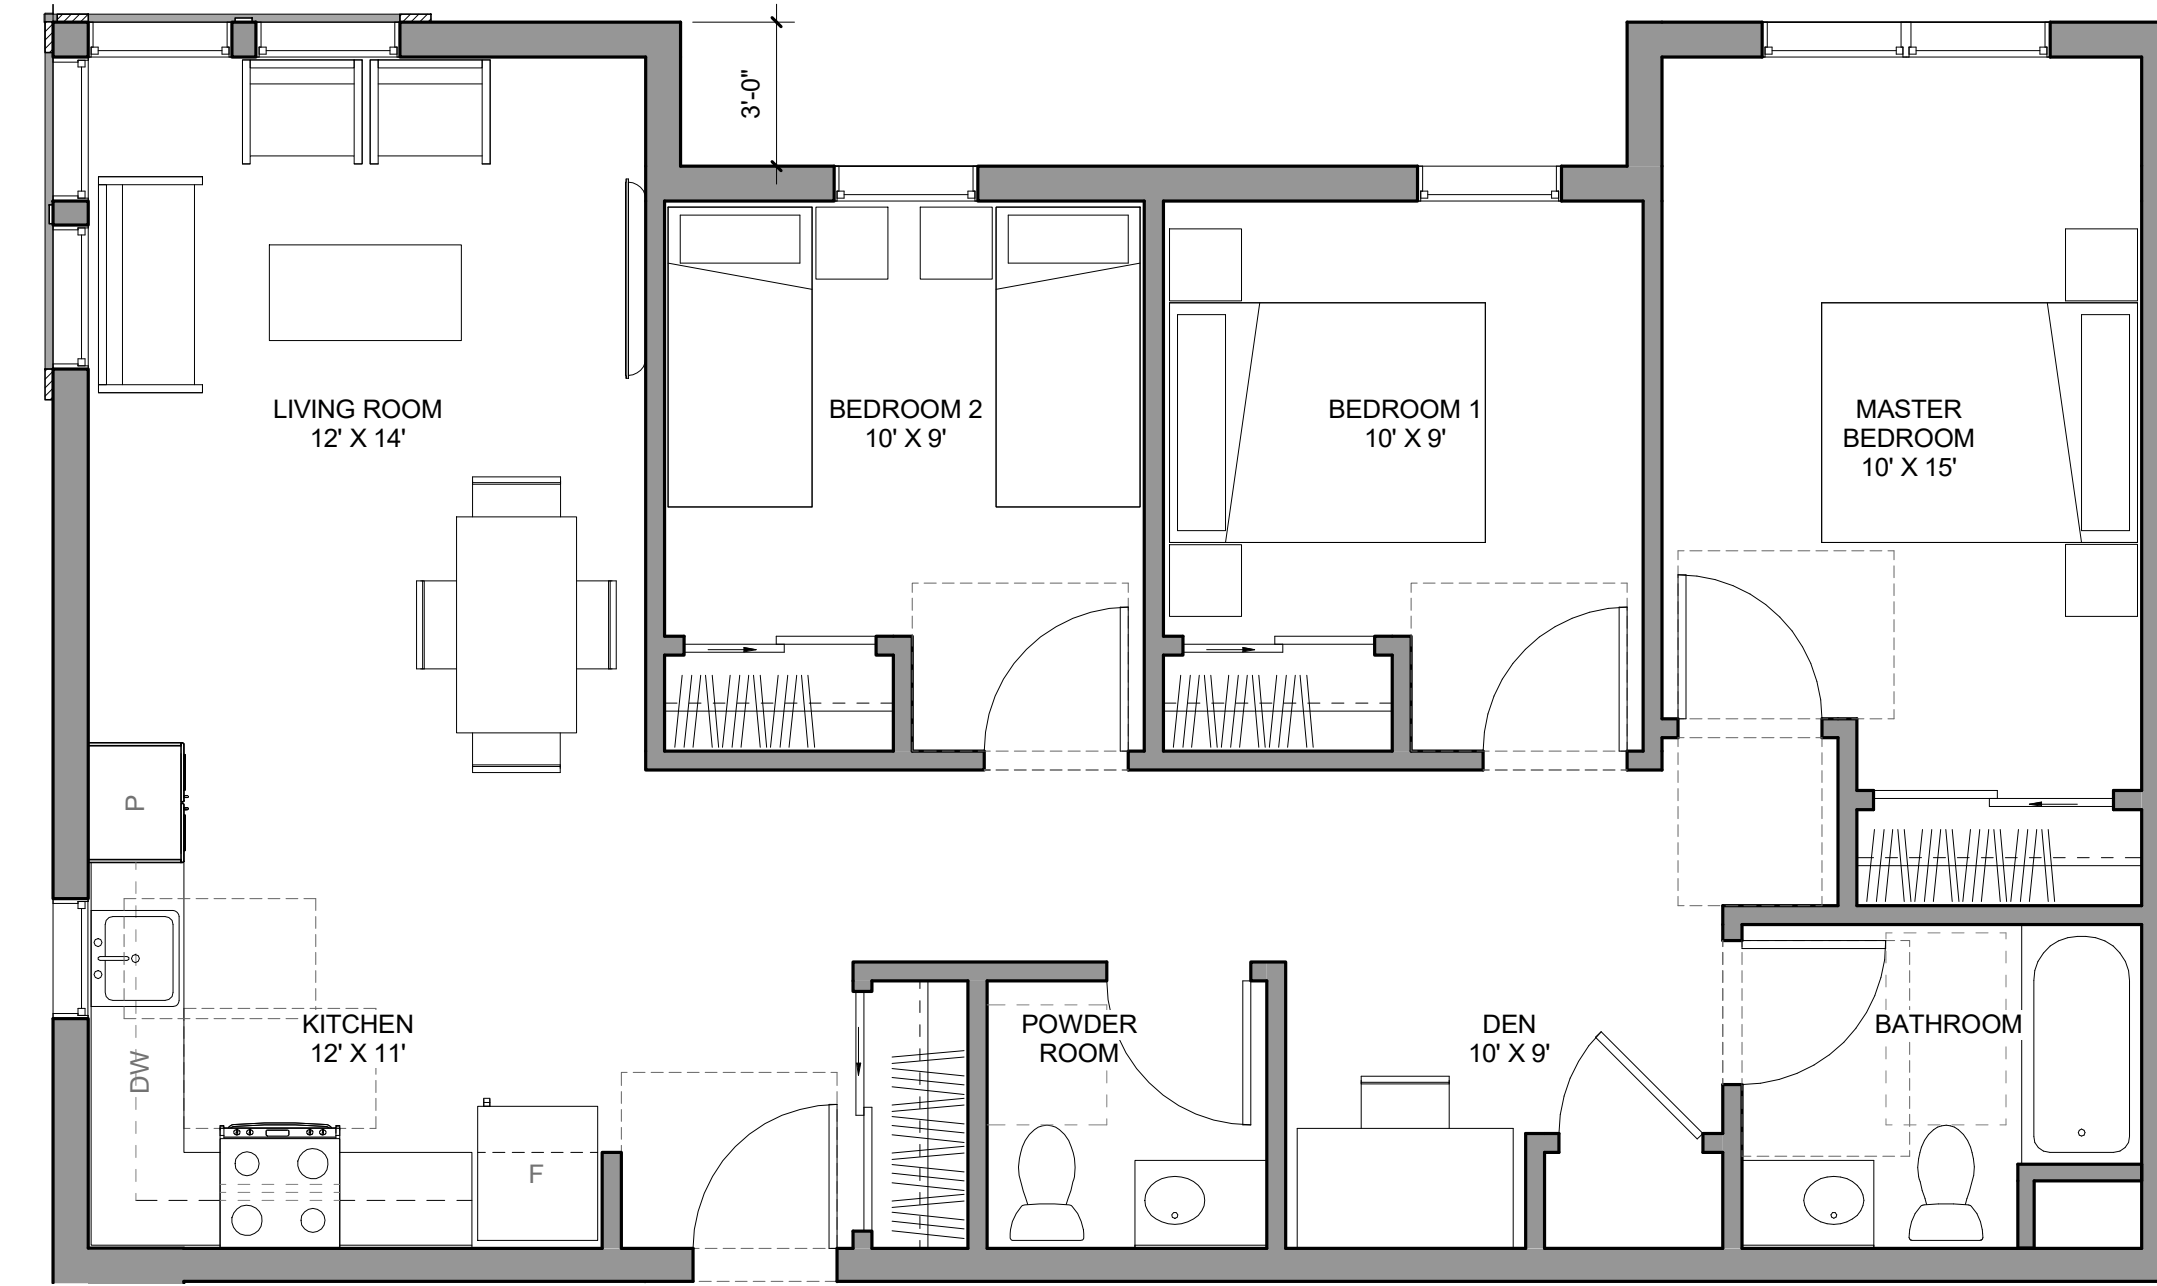 3'-0"
LIVING ROOM
12' X 14'
BEDROOM 2
10' X 9'
BEDROOM 1
10' X 9'
MASTER
BEDROOM
10' X 15'
P
KITCHEN
12' X 11'
DW
F
POWDER
ROOM
DEN
10' X 9'
BATHROOM